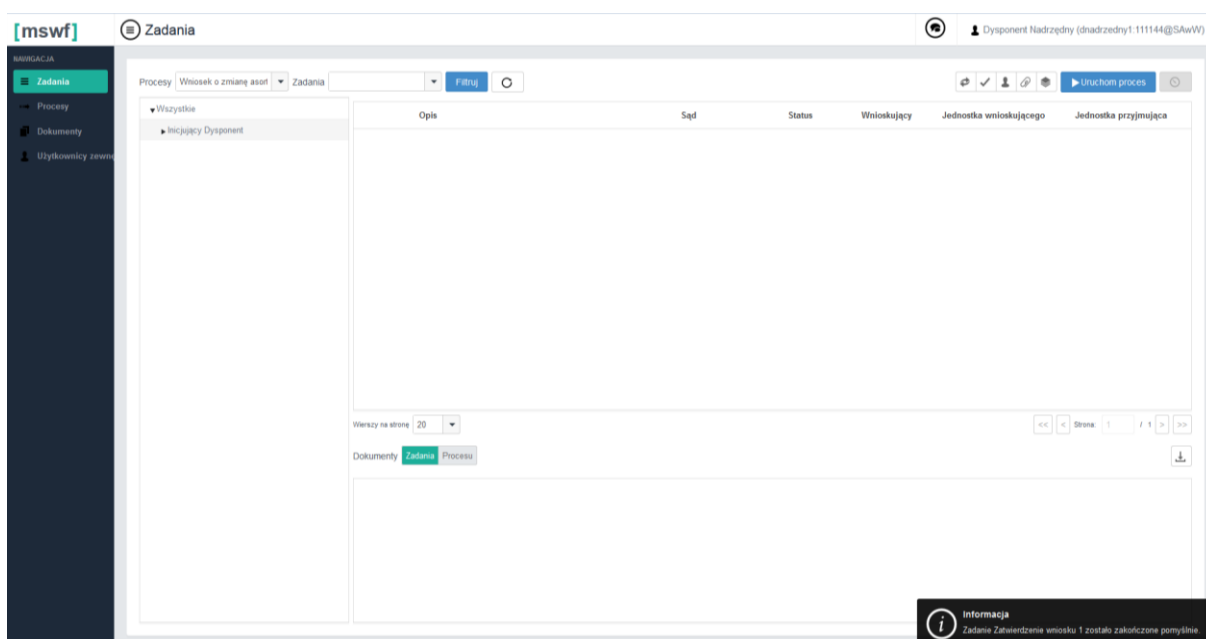 [mswf]
Zadania
Dysponent Nadrzędny (dnadrzedny1:111144@SAwW)
NAWIGACJA
Zadania
Procesy
Dokumenty
Użytkownicy zewnę
Procesy Wniosek o zmianę asort Zadania Filtruj Uruchom proces
Wszystkie
Inicjujący Dysponent
Opis Sąd Status Wnioskujący Jednostka wnioskującego Jednostka przyjmująca
Wierszy na stronę 20 << < Strona: 1 / 1 > >>
Dokumenty Zadania Procesu
Informacja
Zadanie Zatwierdzenie wniosku 1 zostało zakończone pomyślnie.